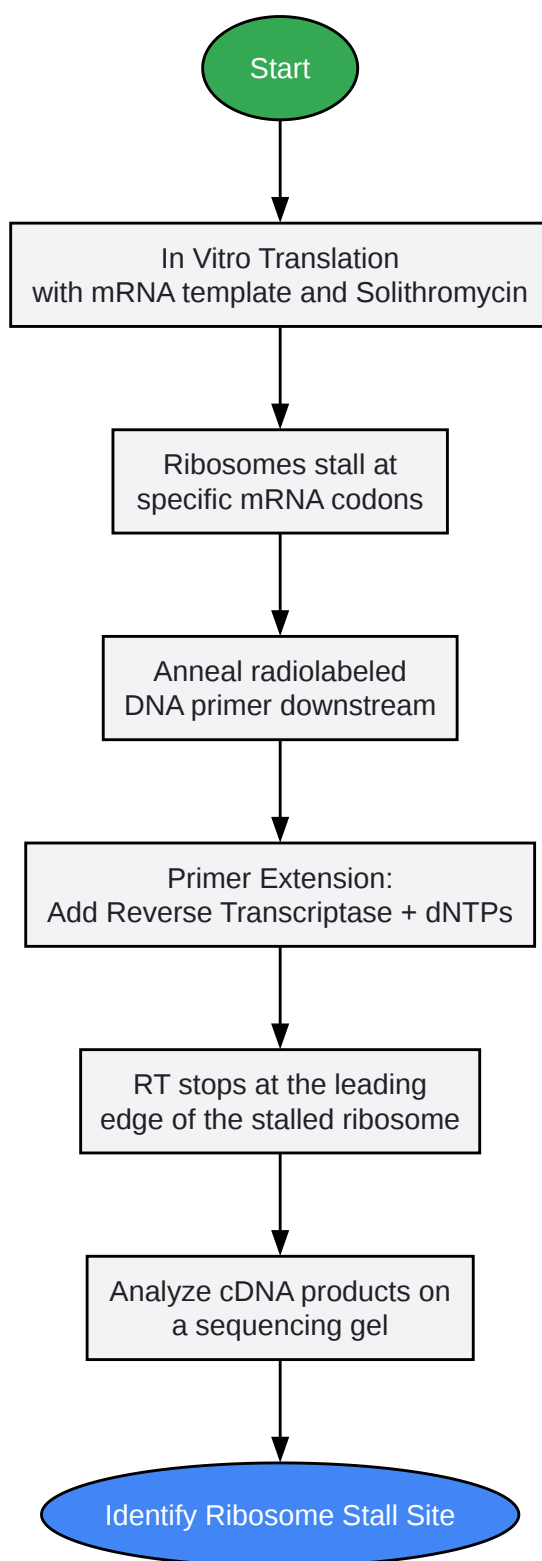 Start
In Vitro Translation
with mRNA template and Solithromycin
Ribosomes stall at
specific mRNA codons
Anneal radiolabeled
DNA primer downstream
Primer Extension:
Add Reverse Transcriptase + dNTPs
RT stops at the leading
edge of the stalled ribosome
Analyze cDNA products on
a sequencing gel
Identify Ribosome Stall Site